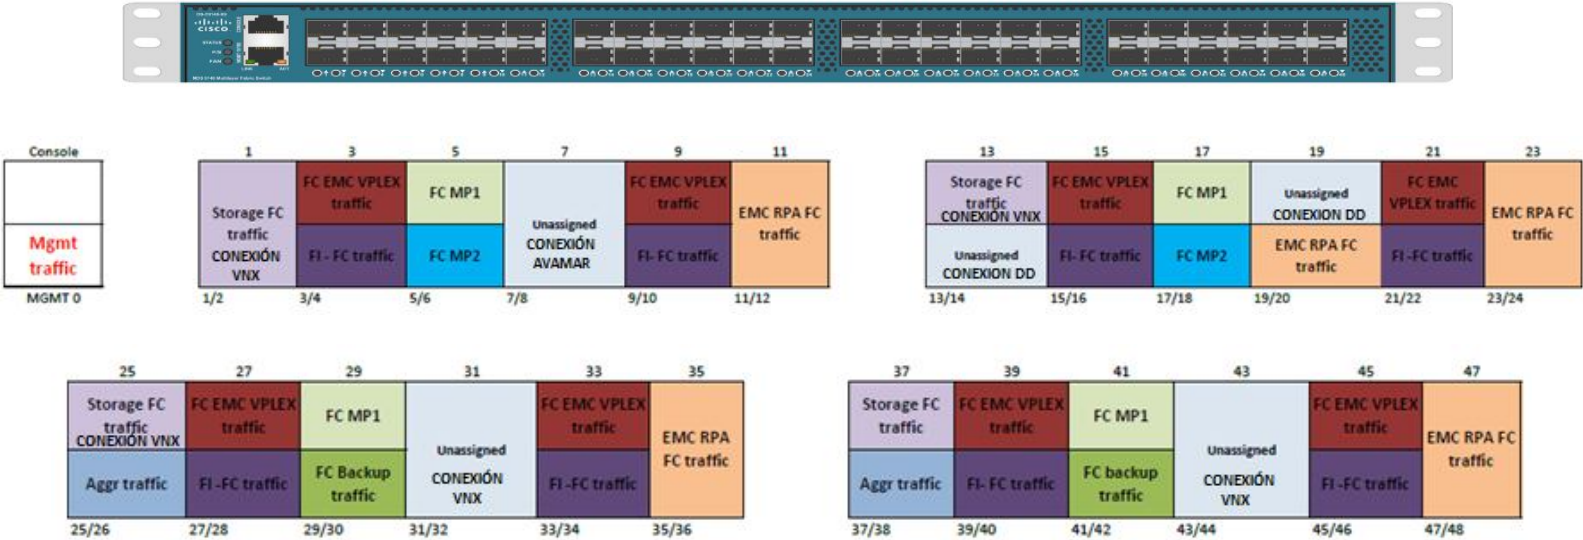 CISCO
STATUS
P/S
FAN
MDS 9148 Multilayer Fabric Switch
Console
Mgmt
traffic
MGMT 0
1 3 5 7 9 11
Storage FC
traffic
CONEXIÓN
VNX
FC EMC VPLEX
traffic
FI - FC traffic
FC MP1
FC MP2
Unassigned
CONEXIÓN
AVAMAR
FC EMC VPLEX
traffic
FI- FC traffic
EMC RPA FC
traffic
1/2 3/4 5/6 7/8 9/10 11/12
13 15 17 19 21 23
Storage FC
traffic
CONEXIÓN VNX
Unassigned
CONEXION DD
FC EMC VPLEX
traffic
FI- FC traffic
FC MP1
FC MP2
Unassigned
CONEXION DD
EMC RPA FC
traffic
FC EMC
VPLEX traffic
FI -FC traffic
EMC RPA FC
traffic
13/14 15/16 17/18 19/20 21/22 23/24
25 27 29 31 33 35
Storage FC
traffic
CONEXIÓN VNX
Aggr traffic
FC EMC VPLEX
traffic
FI -FC traffic
FC MP1
FC Backup
traffic
Unassigned
CONEXIÓN
VNX
FC EMC VPLEX
traffic
FI -FC traffic
EMC RPA
FC traffic
25/26 27/28 29/30 31/32 33/34 35/36
37 39 41 43 45 47
Storage FC
traffic
Aggr traffic
FC EMC VPLEX
traffic
FI- FC traffic
FC MP1
FC backup
traffic
Unassigned
CONEXIÓN
VNX
FC EMC VPLEX
traffic
FI -FC traffic
EMC RPA FC
traffic
37/38 39/40 41/42 43/44 45/46 47/48